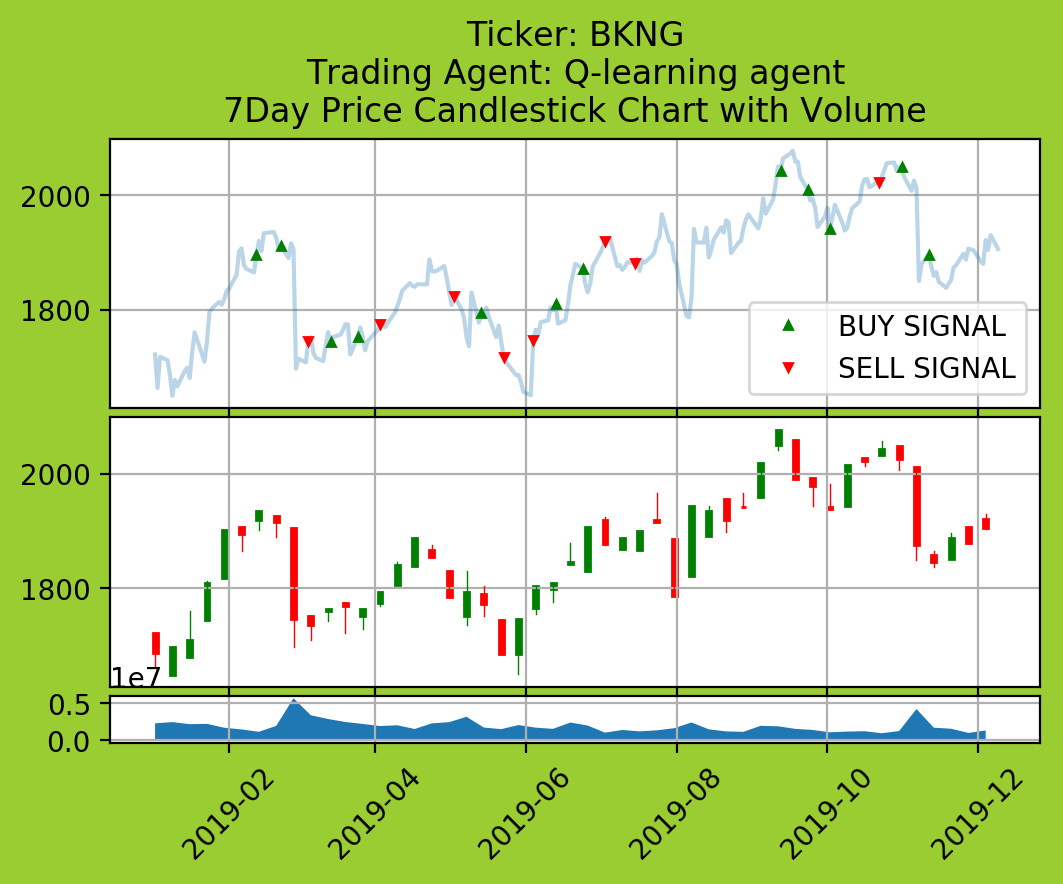 Ticker: BKNG
Trading Agent: Q-learning agent
7Day Price Candlestick Chart with Volume
2000
1800
BUY SIGNAL
SELL SIGNAL
2000
1800
1e7
0.5
0.0
2019-02
2019-04
2019-06
2019-08
2019-10
2019-12